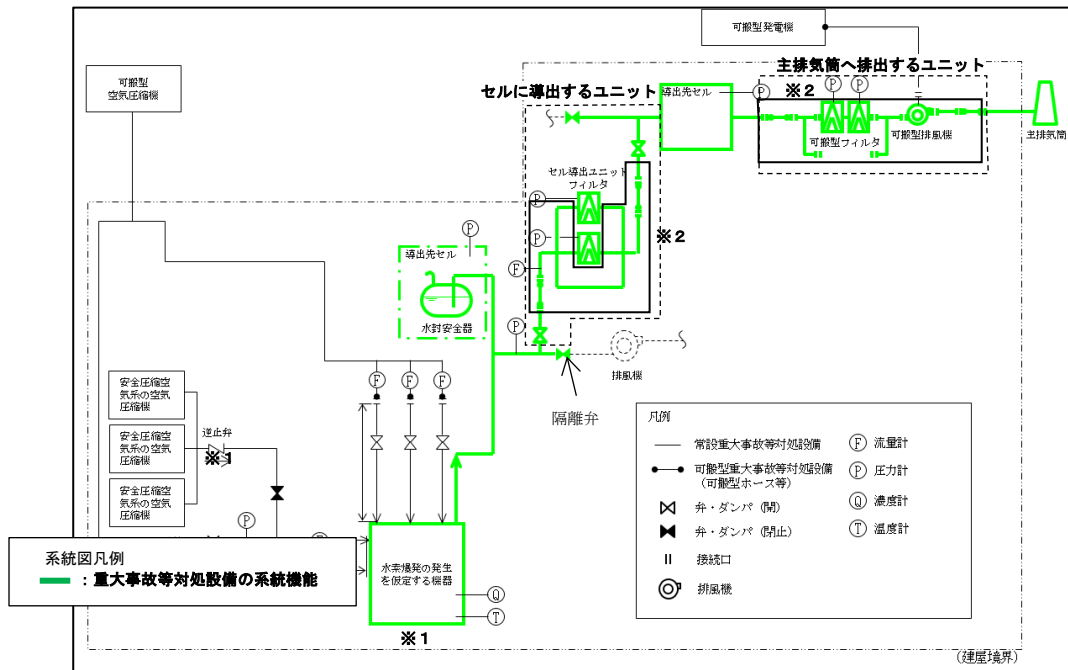 可搬型発電機
主排気筒へ排出するユニット
可搬型
空気圧縮機
セルに導出するユニット
導出先セル
P
※2
P
P
可搬型フィルタ
可搬型排風機
主排気筒
セル導出ユニット
フィルタ
P
P
※2
F
P
導出先セル
水封安全器
P
排風機
隔離弁
F
F
F
安全圧縮空
気系の空気
圧縮機
安全圧縮空
気系の空気
圧縮機
安全圧縮空
気系の空気
圧縮機
逆止弁
※1
P
水素爆発の発生
を仮定する機器
Q
T
※1
系統図凡例
:重大事故等対処設備の系統機能
凡例
常設重大事故等対処設備
可搬型重大事故等対処設備
(可搬型ホース等)
弁・ダンパ(開)
弁・ダンパ(閉止)
接続口
排風機
F 流量計
P 圧力計
Q 濃度計
T 温度計
(建屋境界)